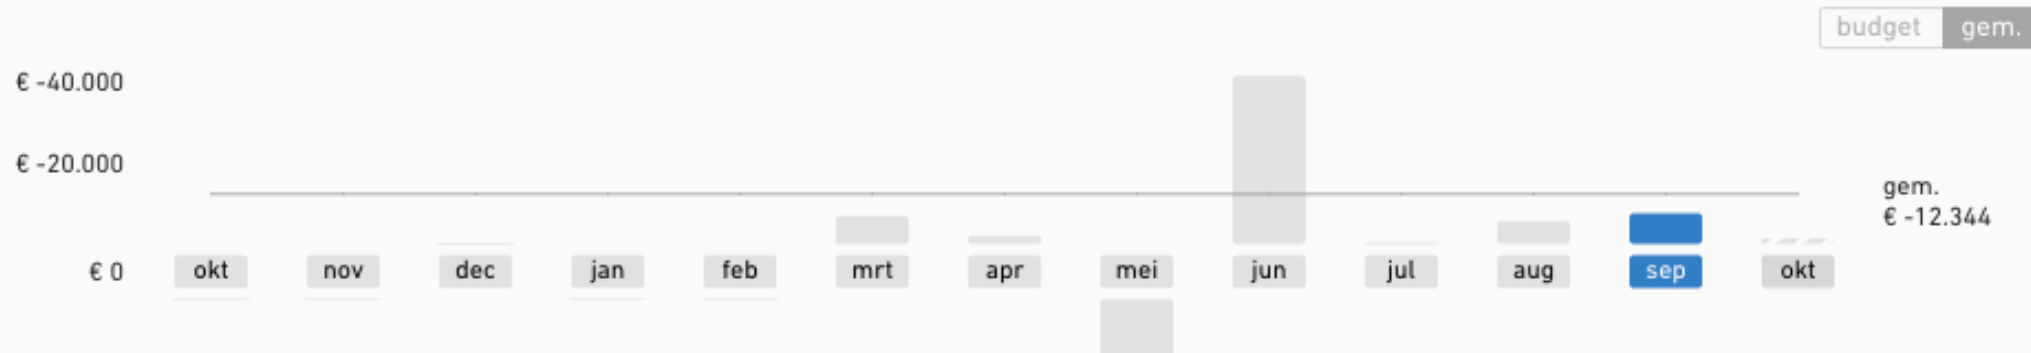 budget gem.
€ -40.000
€ -20.000
gem.
€ -12.344
€ 0 okt nov dec jan feb mrt apr mei jun jul aug sep okt